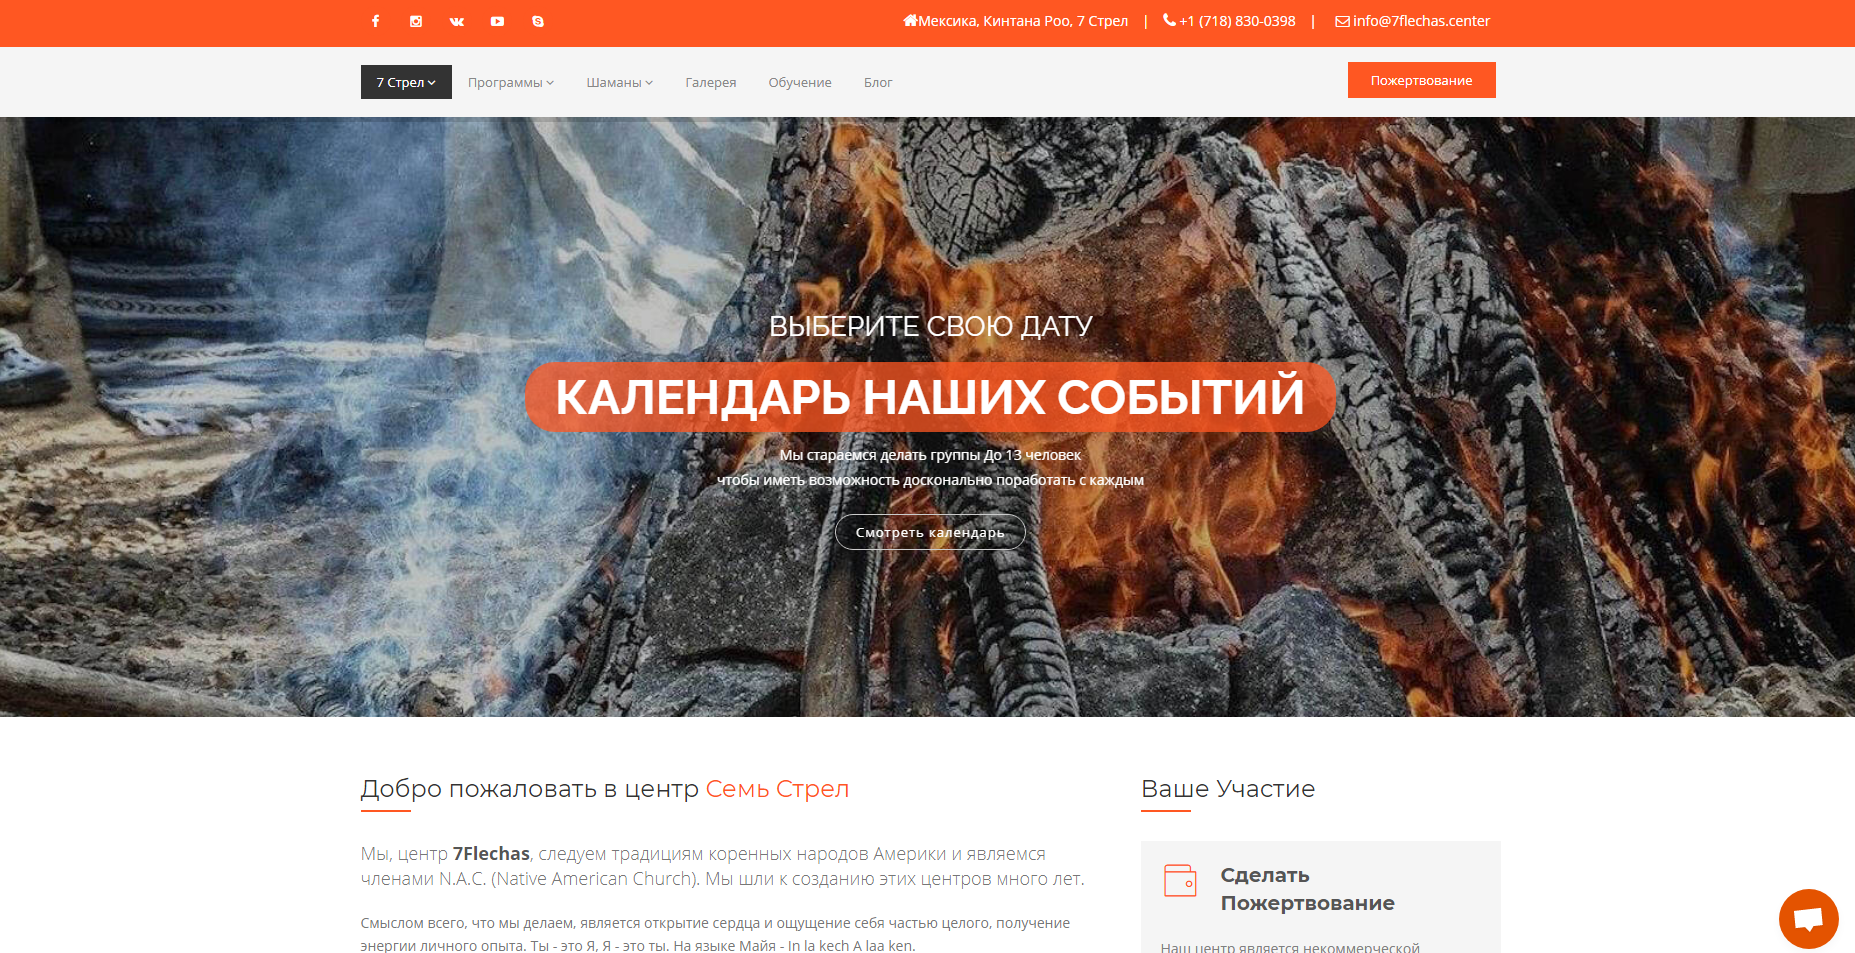 Мексика, Кинтана Роо, 7 Стрел | +1 (718) 830-0398 | info@7flechas.center
7 Стрел Программы Шаманы Галерея Обучение Блог Пожертвование
ВЫБЕРИТЕ СВОЮ ДАТУ
КАЛЕНДАРЬ НАШИХ СОБЫТИЙ
Мы стараемся делать группы До 13 человек
чтобы иметь возможность досконально поработать с каждым
Смотреть календарь
Добро пожаловать в центр Семь Стрел
Мы, центр 7Flechas, следуем традициям коренных народов Америки и являемся
членами N.A.C. (Native American Church). Мы шли к созданию этих центров много лет.
Смыслом всего, что мы делаем, является открытие сердца и ощущение себя частью целого, получение
энергии личного опыта. Ты - это Я, Я - это ты. На языке Майя - In la kech A laa ken.
Ваше Участие
Сделать
Пожертвование
Наш центр является некоммерческой